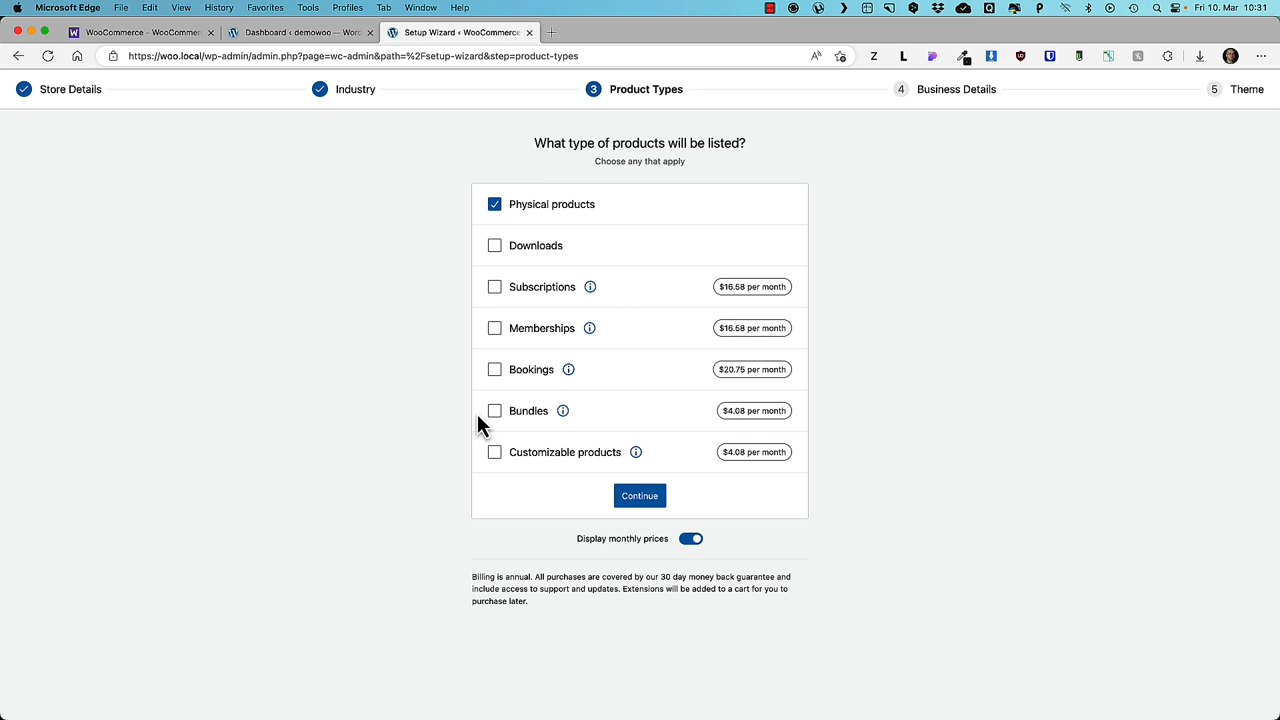 Microsoft Edge File Edit View History Favorites Tools Profiles Tab Window Help Fri 10. Mar 10:31
WooCommerce - WooCommerc Dashboard ‹ demowoo — Word Setup Wizard ‹ WooCommerce
https://woo.local/wp-admin/admin.php?page=wc-admin&path=%2Fsetup-wizard&step=product-types
Store Details Industry 3 Product Types 4 Business Details 5 Theme
What type of products will be listed?
Choose any that apply
Physical products
Downloads
Subscriptions $16.58 per month
Memberships $16.58 per month
Bookings $20.75 per month
Bundles $4.08 per month
Customizable products $4.08 per month
Continue
Display monthly prices
Billing is annual. All purchases are covered by our 30 day money back guarantee and
include access to support and updates. Extensions will be added to a cart for you to
purchase later.